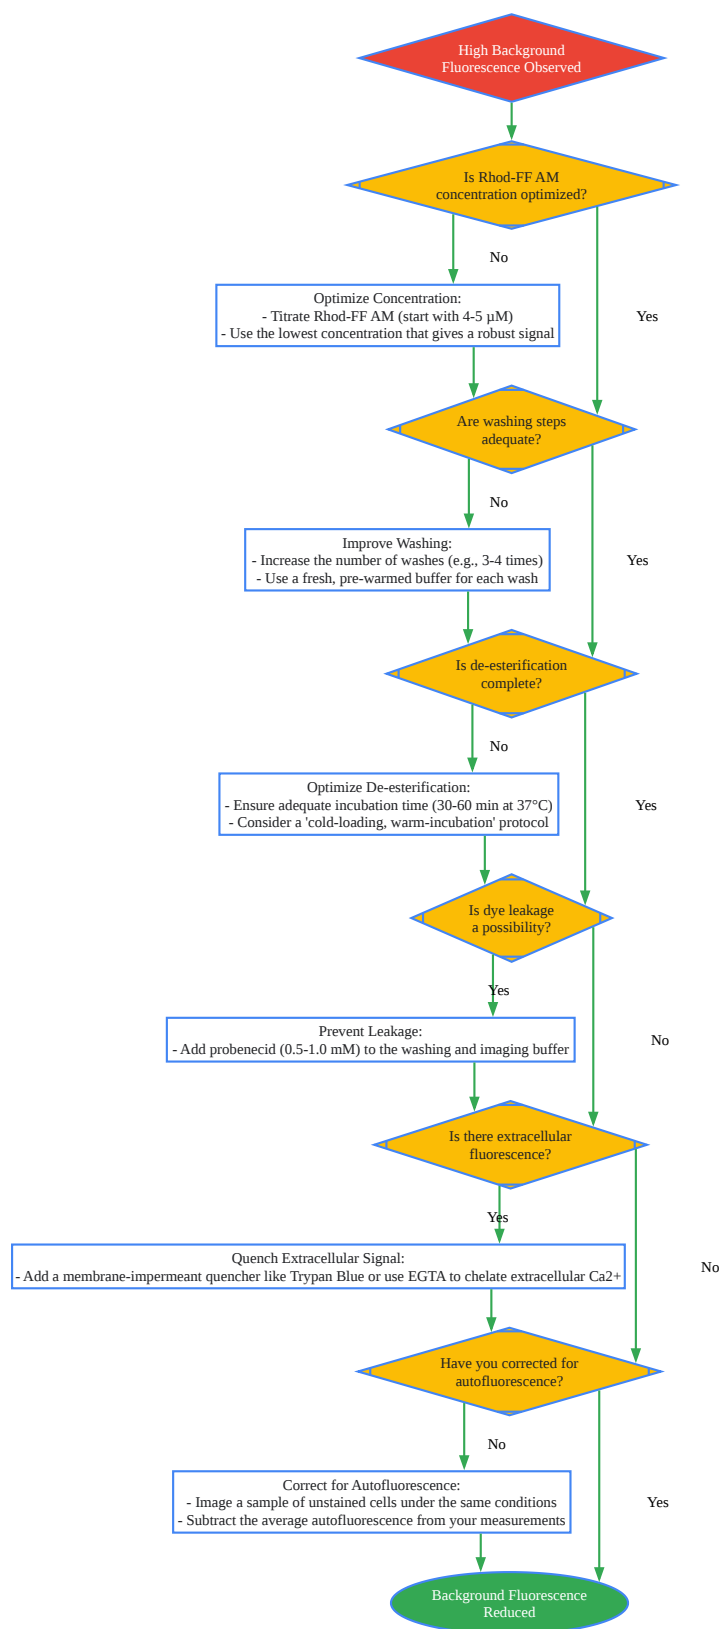 High Background
Fluorescence Observed
Is Rhod-FF AM
concentration optimized?
No
Yes
Optimize Concentration:
- Titrate Rhod-FF AM (start with 4-5 µM)
- Use the lowest concentration that gives a robust signal
Are washing steps
adequate?
No
Yes
Improve Washing:
- Increase the number of washes (e.g., 3-4 times)
- Use a fresh, pre-warmed buffer for each wash
Is de-esterification
complete?
No
Yes
Optimize De-esterification:
- Ensure adequate incubation time (30-60 min at 37°C)
- Consider a 'cold-loading, warm-incubation' protocol
Is dye leakage
a possibility?
Yes
No
Prevent Leakage:
- Add probenecid (0.5-1.0 mM) to the washing and imaging buffer
Is there extracellular
fluorescence?
Yes
No
Quench Extracellular Signal:
- Add a membrane-impermeant quencher like Trypan Blue or use EGTA to chelate extracellular Ca2+
Have you corrected for
autofluorescence?
No
Yes
Correct for Autofluorescence:
- Image a sample of unstained cells under the same conditions
- Subtract the average autofluorescence from your measurements
Background Fluorescence
Reduced